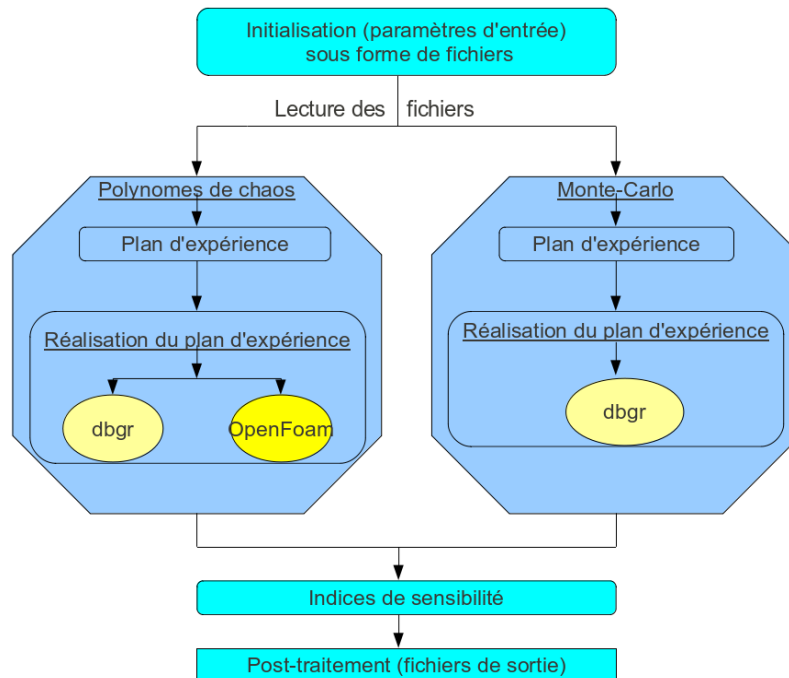 Initialisation (paramètres d'entrée)
sous forme de fichiers
Lecture des fichiers
Polynomes de chaos
Plan d'expérience
Réalisation du plan d'expérience
dbgr
OpenFoam
Monte-Carlo
Plan d'expérience
Réalisation du plan d'expérience
dbgr
Indices de sensibilité
Post-traitement (fichiers de sortie)